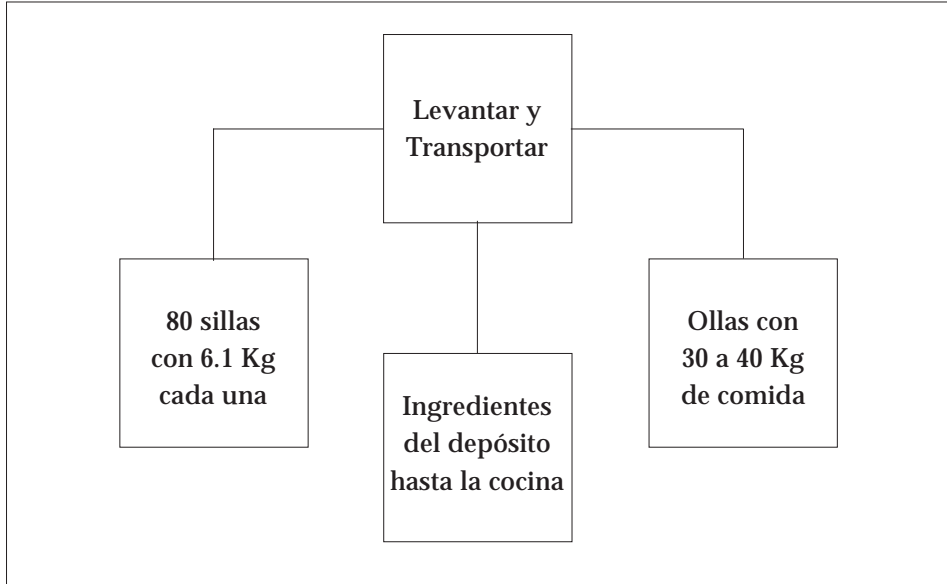 Levantar y
Transportar
80 sillas
con 6.1 Kg
cada una
Ingredientes
del depósito
hasta la cocina
Ollas con
30 a 40 Kg
de comida